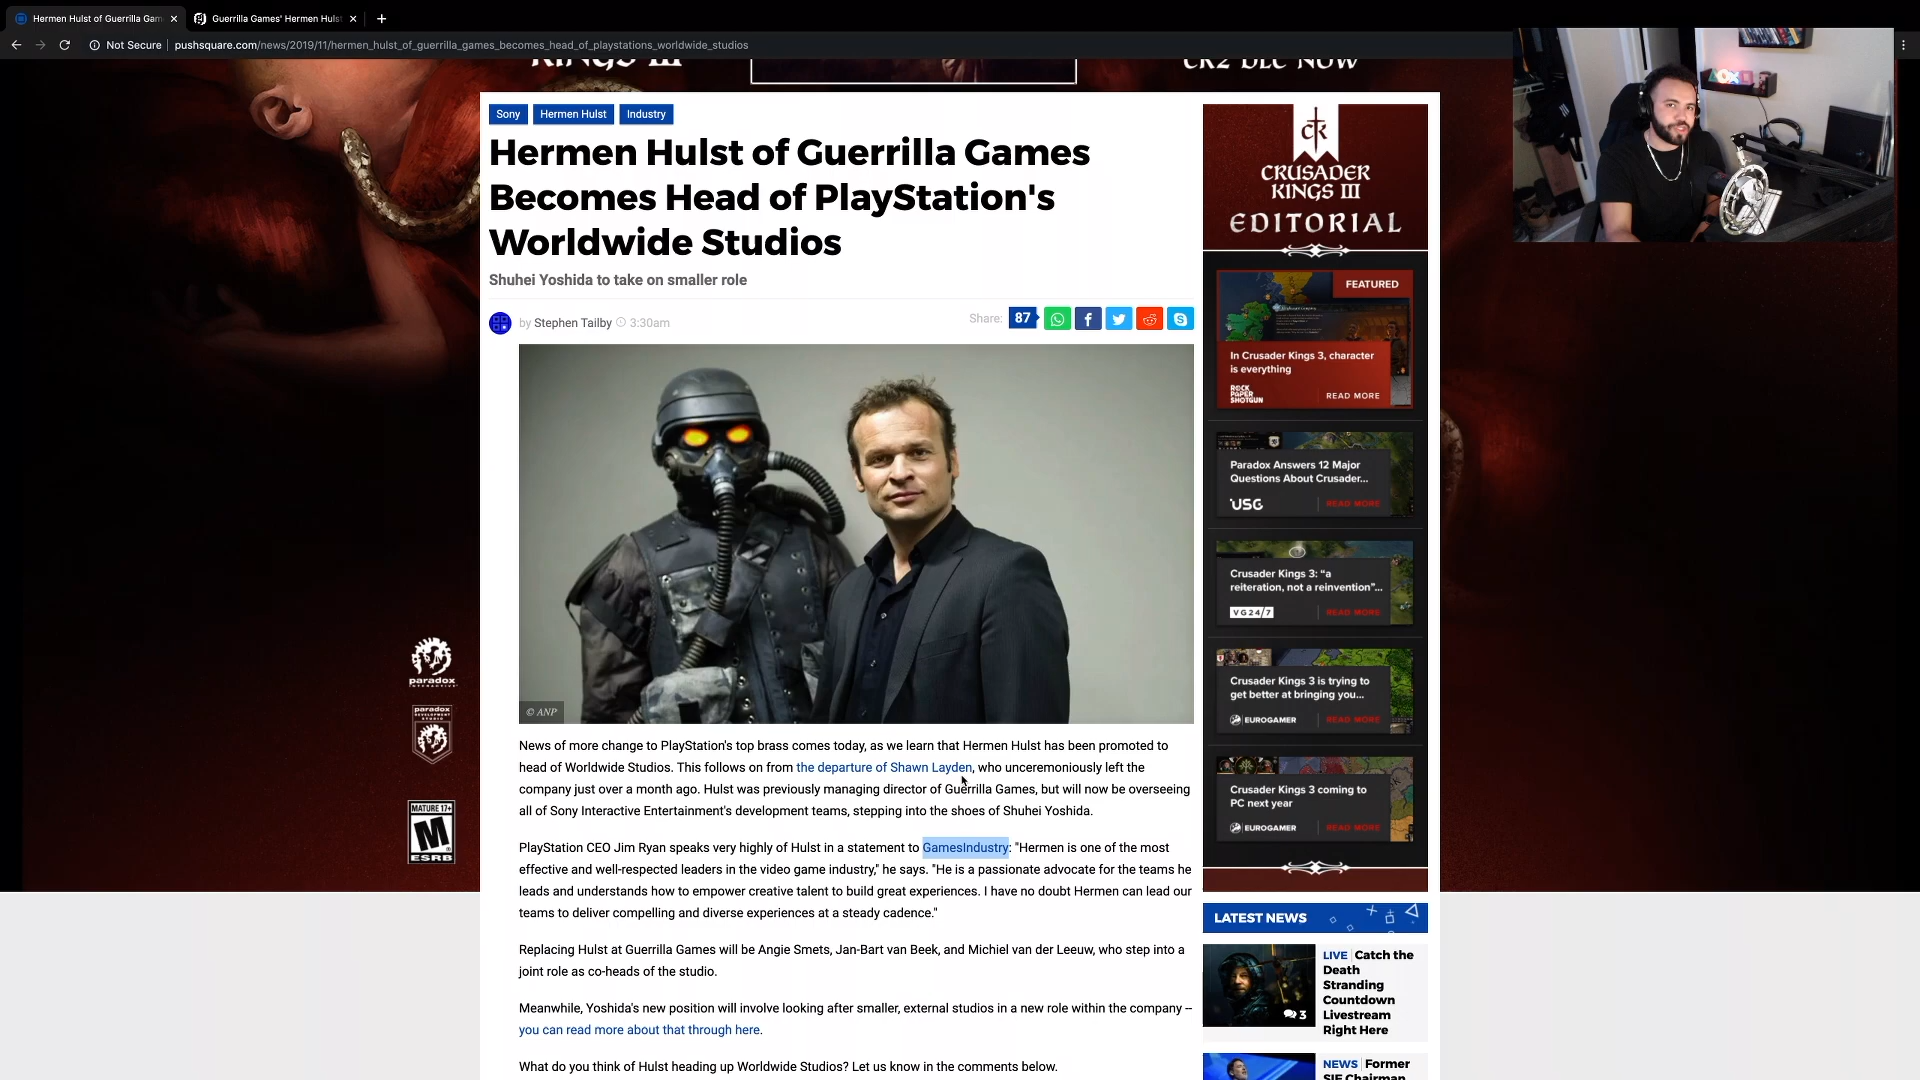 Hermen Hulst of Guerrilla Gam
Guerrilla Games' Hermen Hulst
Not Secure
pushsquare.com/news/2019/11/hermen_hulst_of_guerrilla_games_becomes_head_of_playstations_worldwide_studios
KINGS III
CK2 DLC NOW
Sony
Hermen Hulst
Industry
Hermen Hulst of Guerrilla Games
Becomes Head of PlayStation's
Worldwide Studios
Shuhei Yoshida to take on smaller role
by Stephen Tailby 3:30am
Share: 87
© ANP
News of more change to PlayStation's top brass comes today, as we learn that Hermen Hulst has been promoted to
head of Worldwide Studios. This follows on from the departure of Shawn Layden, who unceremoniously left the
company just over a month ago. Hulst was previously managing director of Guerrilla Games, but will now be overseeing
all of Sony Interactive Entertainment's development teams, stepping into the shoes of Shuhei Yoshida.
PlayStation CEO Jim Ryan speaks very highly of Hulst in a statement to GamesIndustry: "Hermen is one of the most
effective and well-respected leaders in the video game industry," he says. "He is a passionate advocate for the teams he
leads and understands how to empower creative talent to build great experiences. I have no doubt Hermen can lead our
teams to deliver compelling and diverse experiences at a steady cadence."
Replacing Hulst at Guerrilla Games will be Angie Smets, Jan-Bart van Beek, and Michiel van der Leeuw, who step into a
joint role as co-heads of the studio.
Meanwhile, Yoshida's new position will involve looking after smaller, external studios in a new role within the company --
you can read more about that through here.
What do you think of Hulst heading up Worldwide Studios? Let us know in the comments below.
paradox
INTERACTIVE
paradox
DEVELOPMENT
STUDIO
MATURE 17+
M
ESRB
CK
CRUSADER
KINGS III
EDITORIAL
FEATURED
In Crusader Kings 3, character
is everything
ROCK
PAPER
SHOTGUN
READ MORE
Paradox Answers 12 Major
Questions About Crusader...
USG
READ MORE
Crusader Kings 3: “a
reiteration, not a reinvention”...
VG24/7
READ MORE
Crusader Kings 3 is trying to
get better at bringing you...
EUROGAMER
READ MORE
Crusader Kings 3 coming to
PC next year
EUROGAMER
READ MORE
LATEST NEWS
LIVE Catch the
Death
Stranding
Countdown
Livestream
Right Here
3
NEWS Former
SIE Chairman